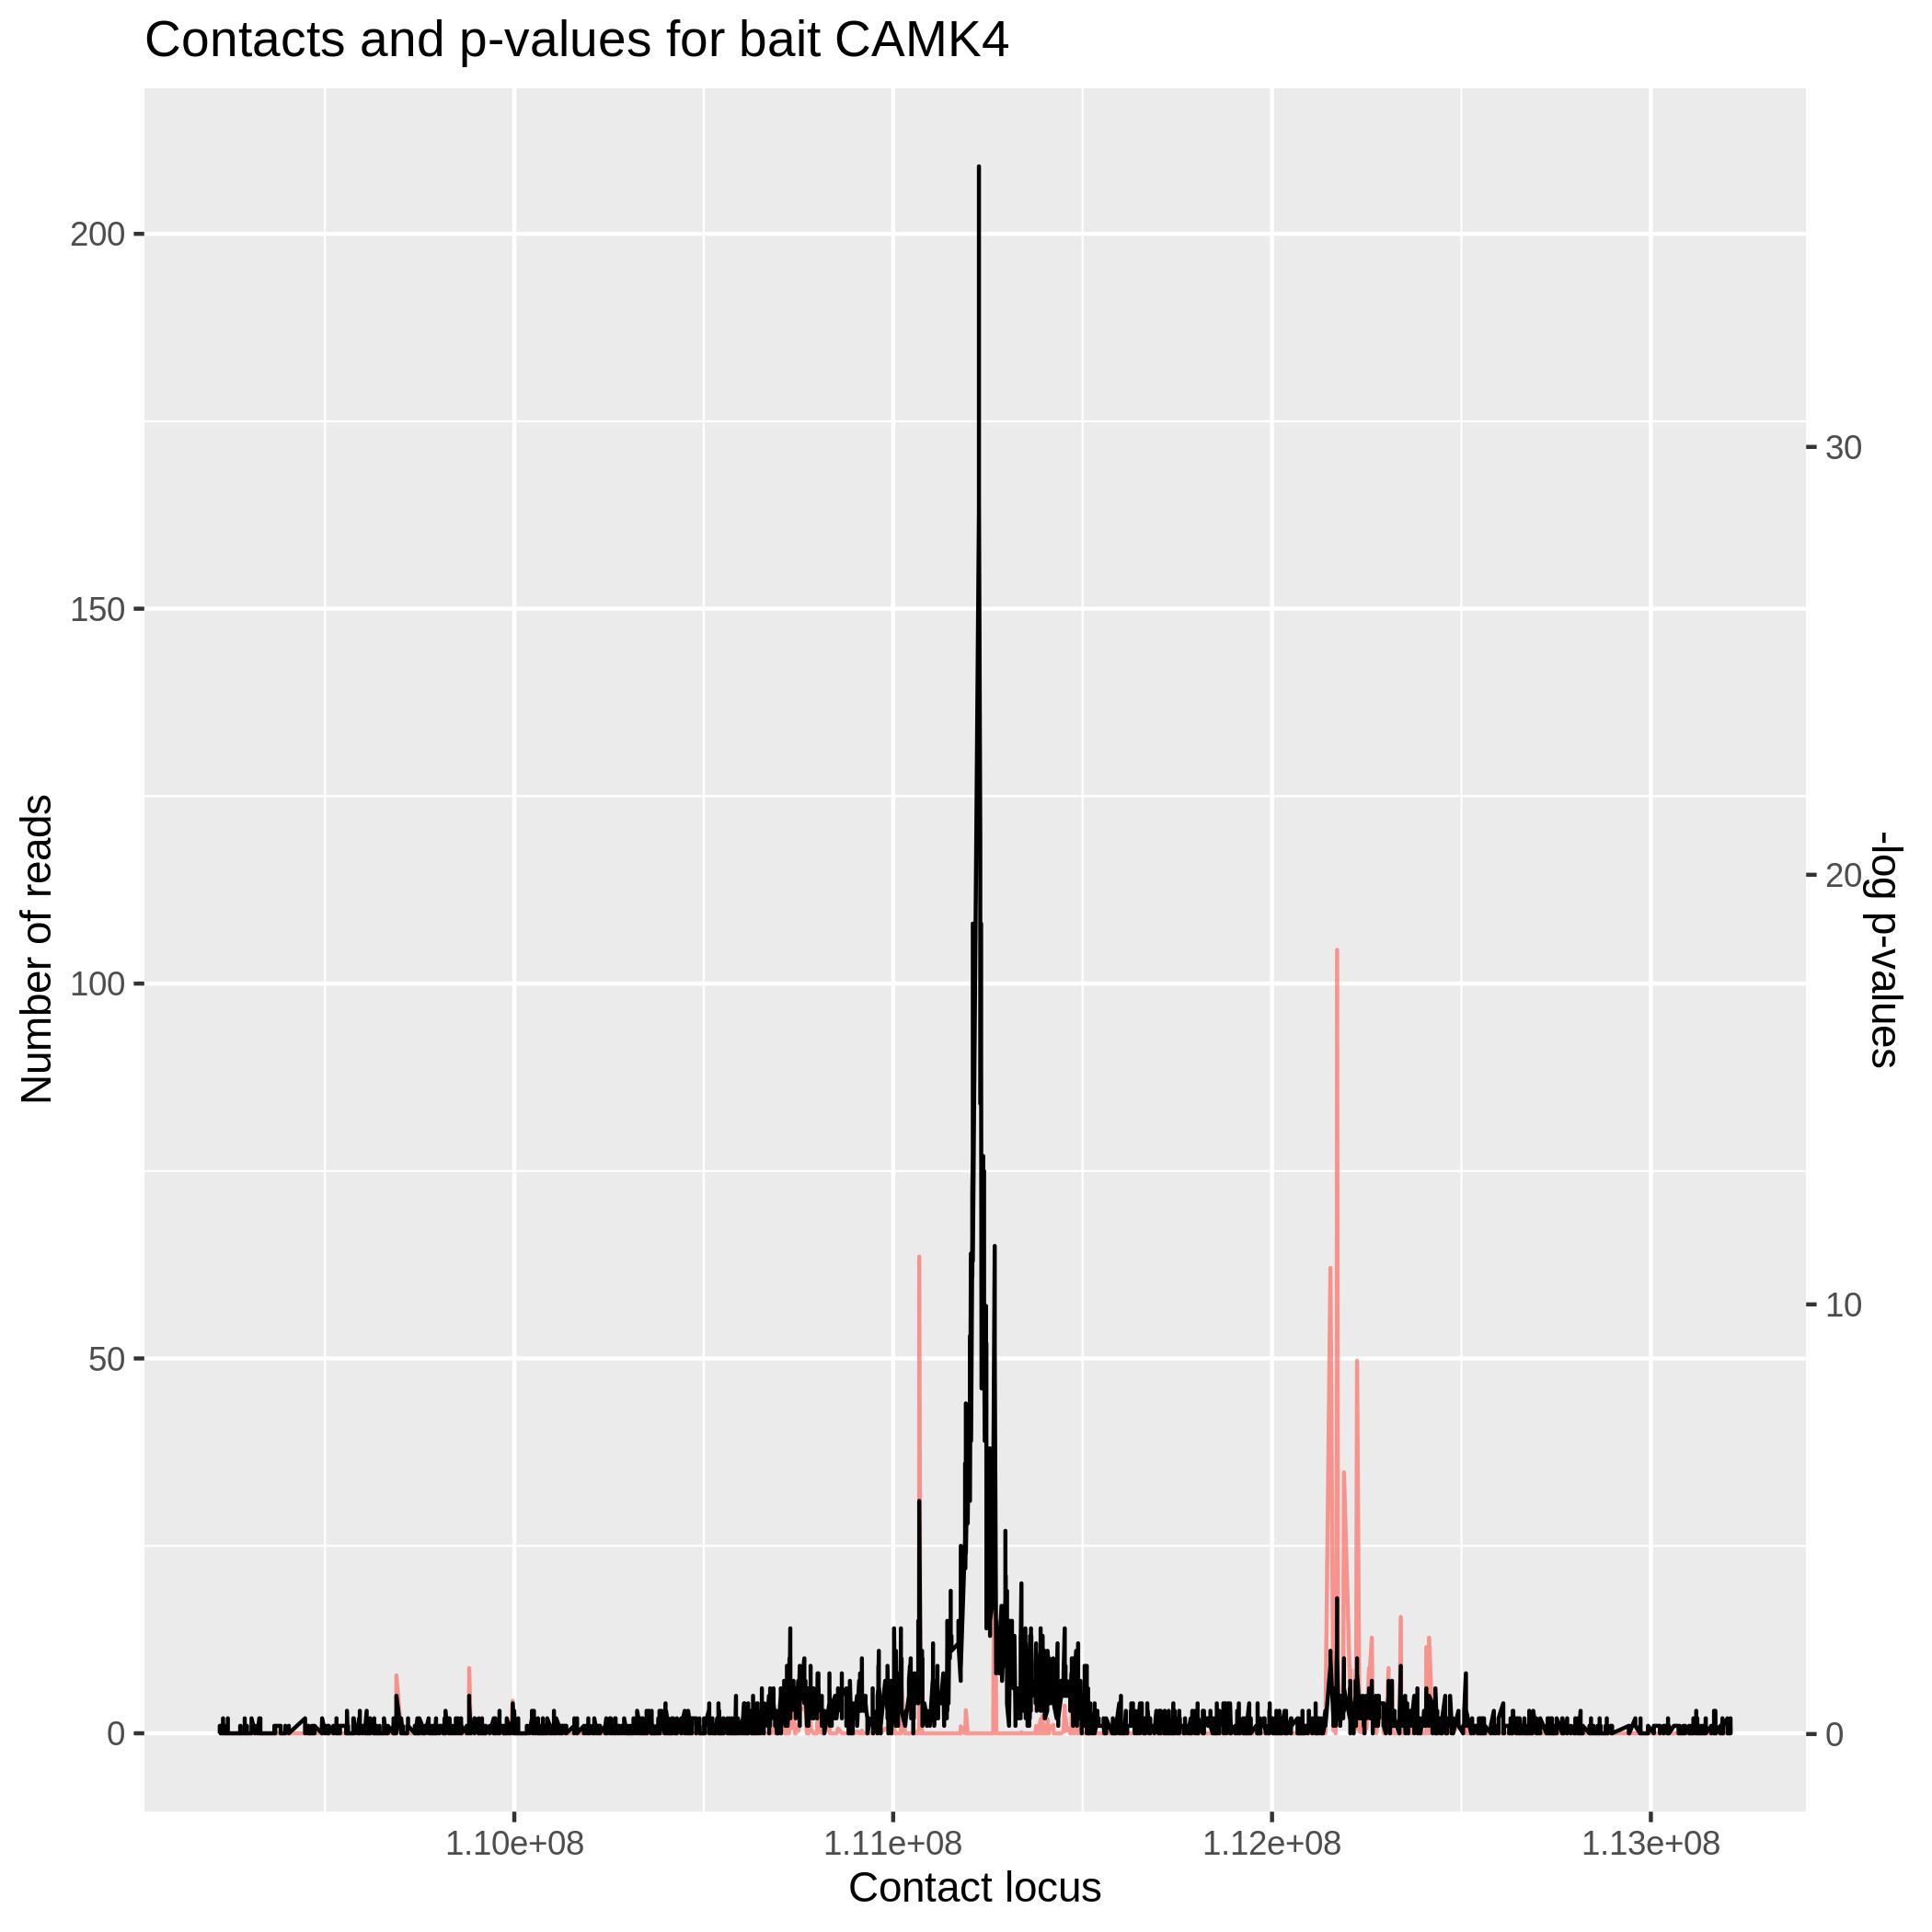 Contacts and p-values for bait CAMK4
Number of reads
200
150
100
50
0
30
20
10
0
-log p-values
1.10e+08 1.11e+08 1.12e+08 1.13e+08
Contact locus